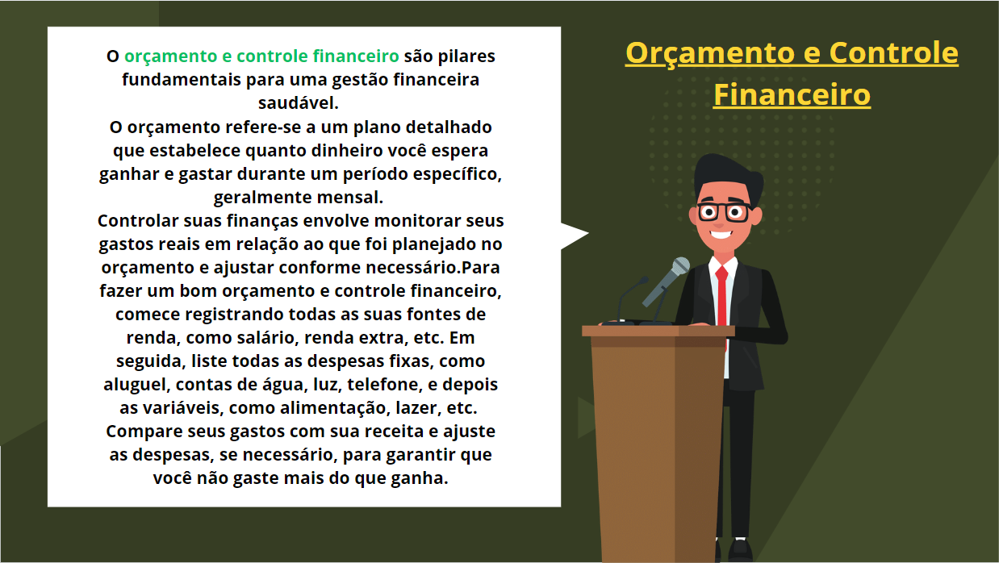 Orçamento e Controle
Financeiro
O orçamento e controle financeiro são pilares
fundamentais para uma gestão financeira
saudável.
O orçamento refere-se a um plano detalhado
que estabelece quanto dinheiro você espera
ganhar e gastar durante um período específico,
geralmente mensal.
Controlar suas finanças envolve monitorar seus
gastos reais em relação ao que foi planejado no
orçamento e ajustar conforme necessário.Para
fazer um bom orçamento e controle financeiro,
comece registrando todas as suas fontes de
renda, como salário, renda extra, etc. Em
seguida, liste todas as despesas fixas, como
aluguel, contas de água, luz, telefone, e depois
as variáveis, como alimentação, lazer, etc.
Compare seus gastos com sua receita e ajuste
as despesas, se necessário, para garantir que
você não gaste mais do que ganha.